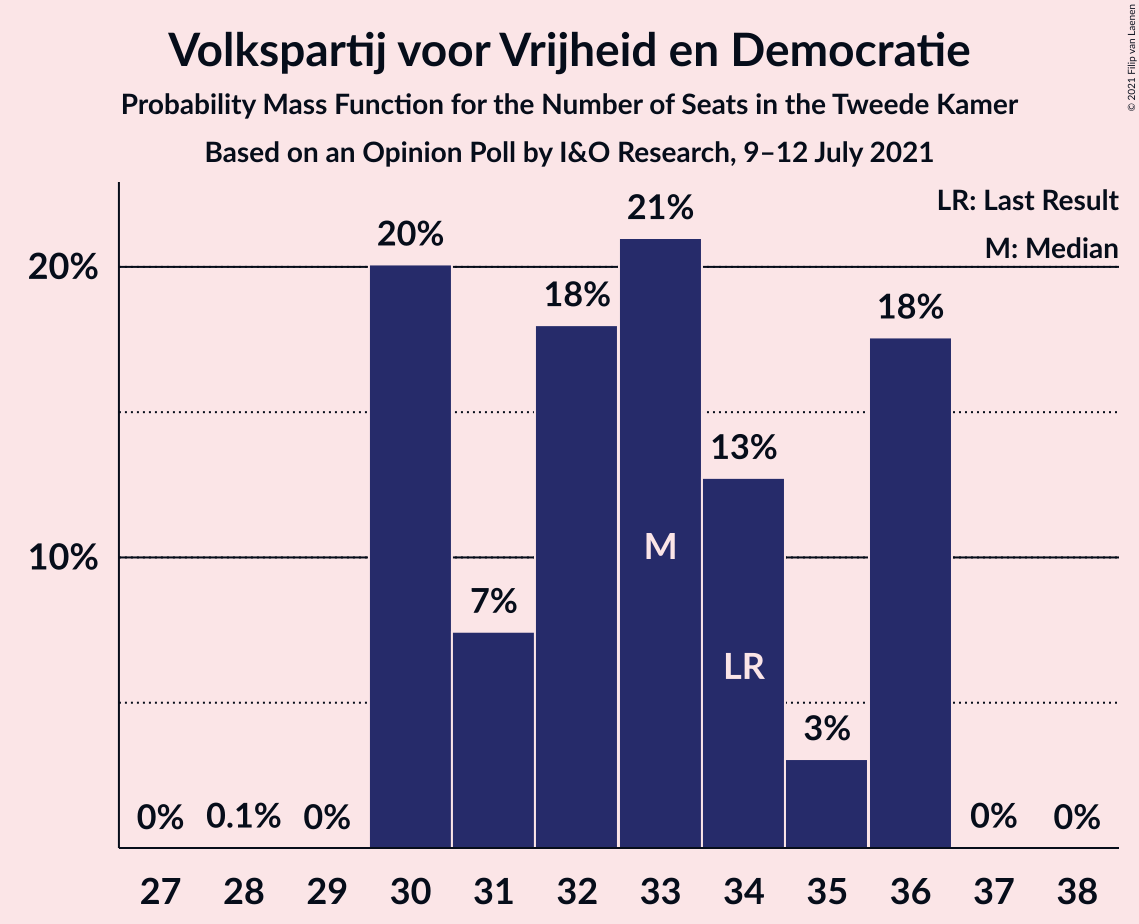 Volkspartij voor Vrijheid en Democratie
Probability Mass Function for the Number of Seats in the Tweede Kamer
Based on an Opinion Poll by I&O Research, 9–12 July 2021
© 2021 Filip van Laenen
LR: Last Result
M: Median
20%
10%
0%
0.1%
0%
20%
7%
18%
21%
13%
3%
18%
0%
0%
M
LR
27 28 29 30 31 32 33 34 35 36 37 38